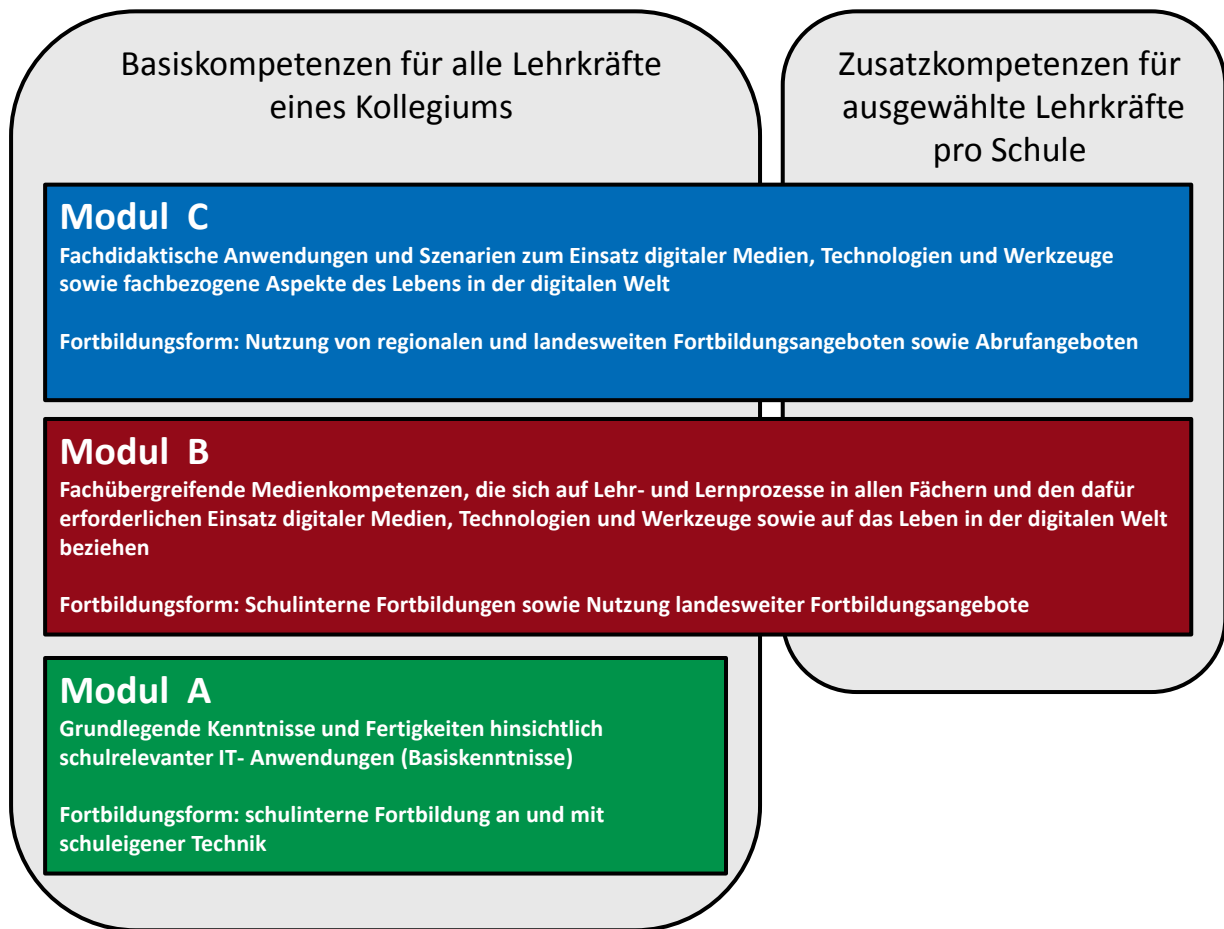 Basiskompetenzen für alle Lehrkräfte
eines Kollegiums
Zusatzkompetenzen für
ausgewählte Lehrkräfte
pro Schule
Modul C
Fachdidaktische Anwendungen und Szenarien zum Einsatz digitaler Medien, Technologien und Werkzeuge
sowie fachbezogene Aspekte des Lebens in der digitalen Welt
Fortbildungsform: Nutzung von regionalen und landesweiten Fortbildungsangeboten sowie Abrufangeboten
Modul B
Fachübergreifende Medienkompetenzen, die sich auf Lehr- und Lernprozesse in allen Fächern und den dafür
erforderlichen Einsatz digitaler Medien, Technologien und Werkzeuge sowie auf das Leben in der digitalen Welt
beziehen
Fortbildungsform: Schulinterne Fortbildungen sowie Nutzung landesweiter Fortbildungsangebote
Modul A
Grundlegende Kenntnisse und Fertigkeiten hinsichtlich
schulrelevanter IT- Anwendungen (Basiskenntnisse)
Fortbildungsform: schulinterne Fortbildung an und mit
schuleigener Technik